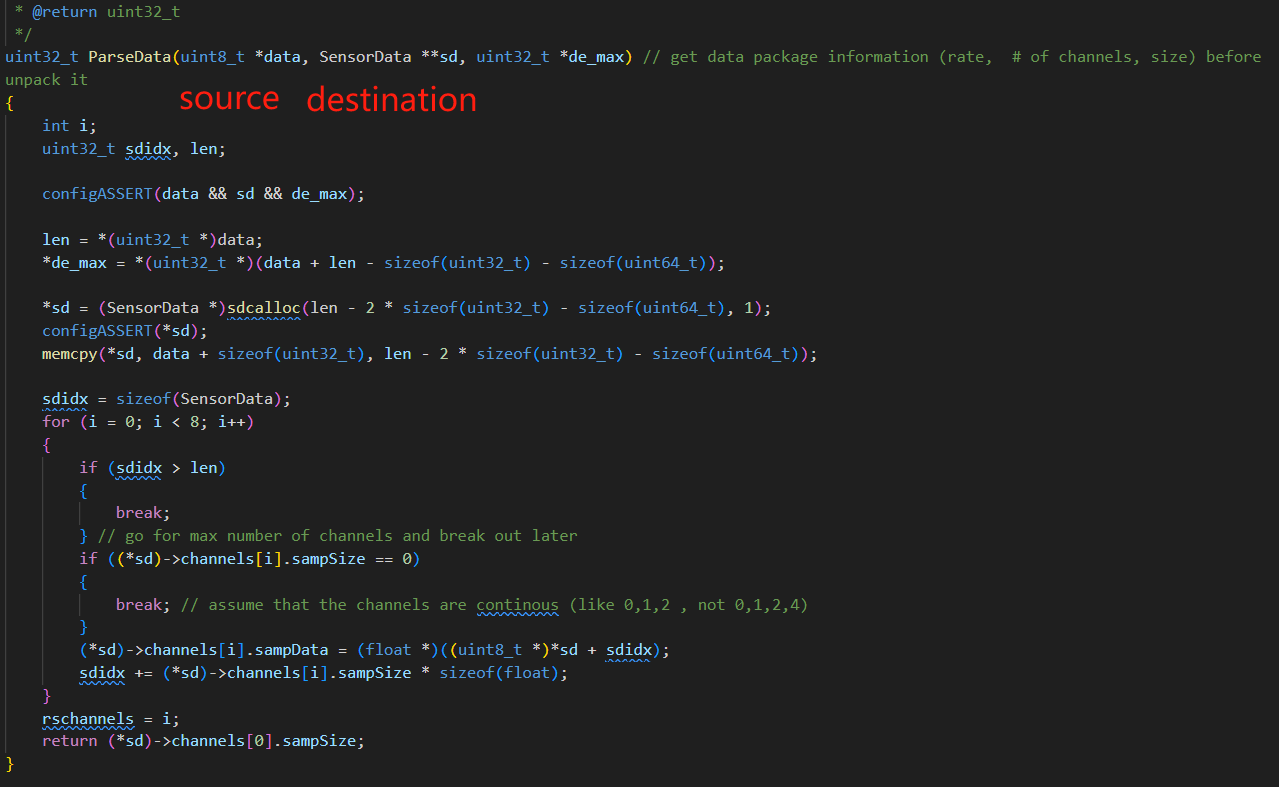 * @return uint32_t
 */
uint32_t ParseData(uint8_t *data, SensorData **sd, uint32_t *de_max) // get data package information (rate,  # of channels, size) before
unpack it
source destination
{
    int i;
    uint32_t sdidx, len;
    configASSERT(data && sd && de_max);
    len = *(uint32_t *)data;
    *de_max = *(uint32_t *)(data + len - sizeof(uint32_t) - sizeof(uint64_t));
    *sd = (SensorData *)sdcalloc(len - 2 * sizeof(uint32_t) - sizeof(uint64_t), 1);
    configASSERT(*sd);
    memcpy(*sd, data + sizeof(uint32_t), len - 2 * sizeof(uint32_t) - sizeof(uint64_t));
    sdidx = sizeof(SensorData);
    for (i = 0; i < 8; i++)
    {
        if (sdidx > len)
        {
            break;
        } // go for max number of channels and break out later
        if ((*sd)->channels[i].sampSize == 0)
        {
            break; // assume that the channels are continous (like 0,1,2 , not 0,1,2,4)
        }
        (*sd)->channels[i].sampData = (float *)((uint8_t *)*sd + sdidx);
        sdidx += (*sd)->channels[i].sampSize * sizeof(float);
    }
    rschannels = i;
    return (*sd)->channels[0].sampSize;
}